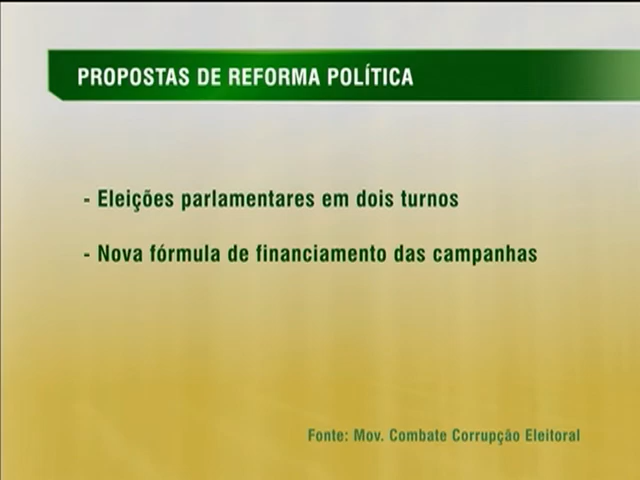 PROPOSTAS DE REFORMA POLÍTICA
- Eleições parlamentares em dois turnos
- Nova fórmula de financiamento das campanhas
Fonte: Mov. Combate Corrupção Eleitoral